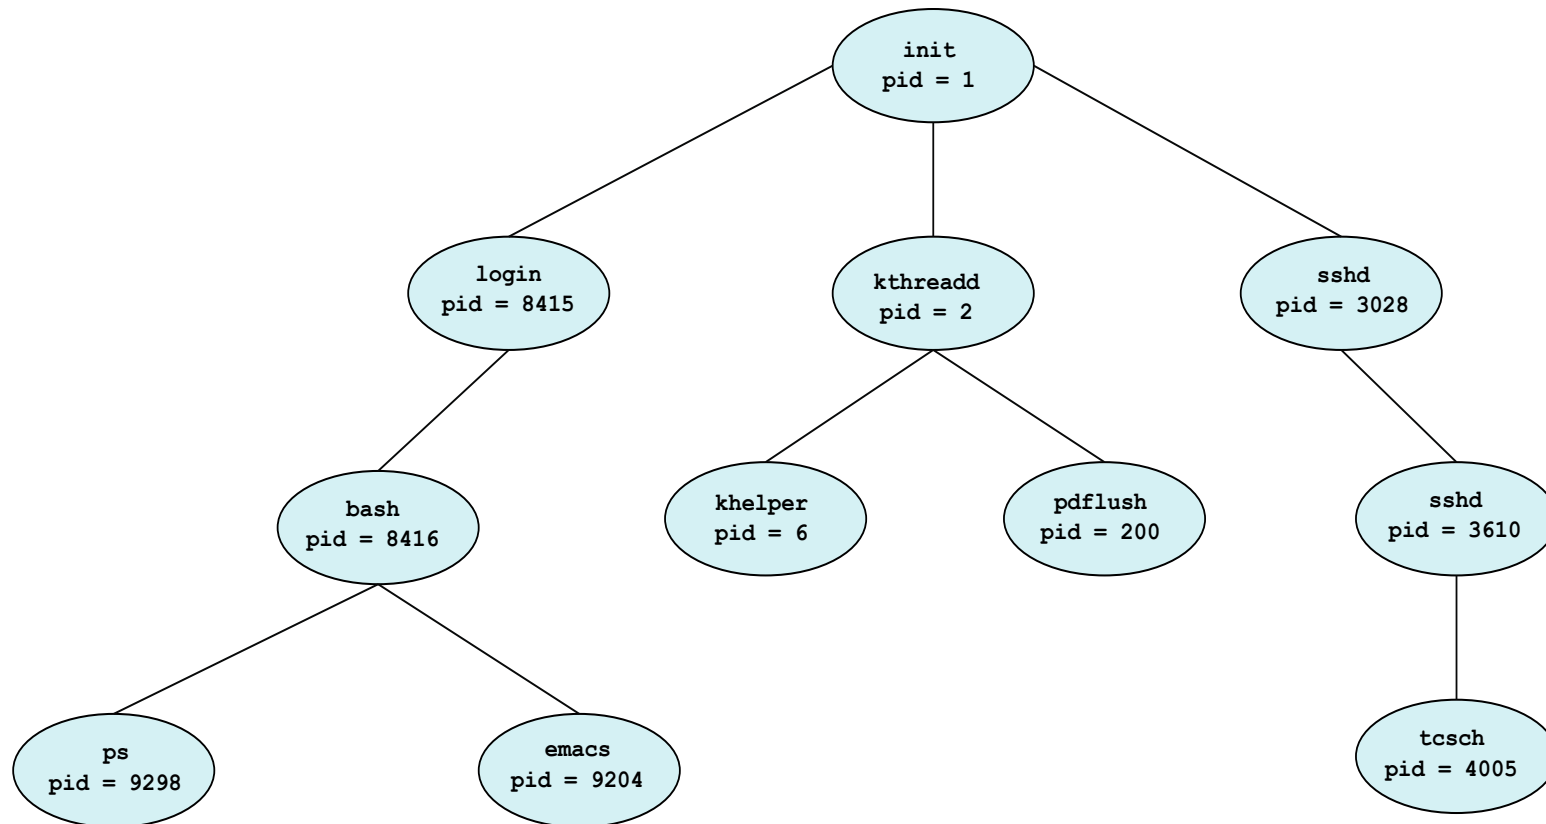 init
pid = 1
login
pid = 8415
kthreadd
pid = 2
sshd
pid = 3028
bash
pid = 8416
khelper
pid = 6
pdflush
pid = 200
sshd
pid = 3610
ps
pid = 9298
emacs
pid = 9204
tcsch
pid = 4005